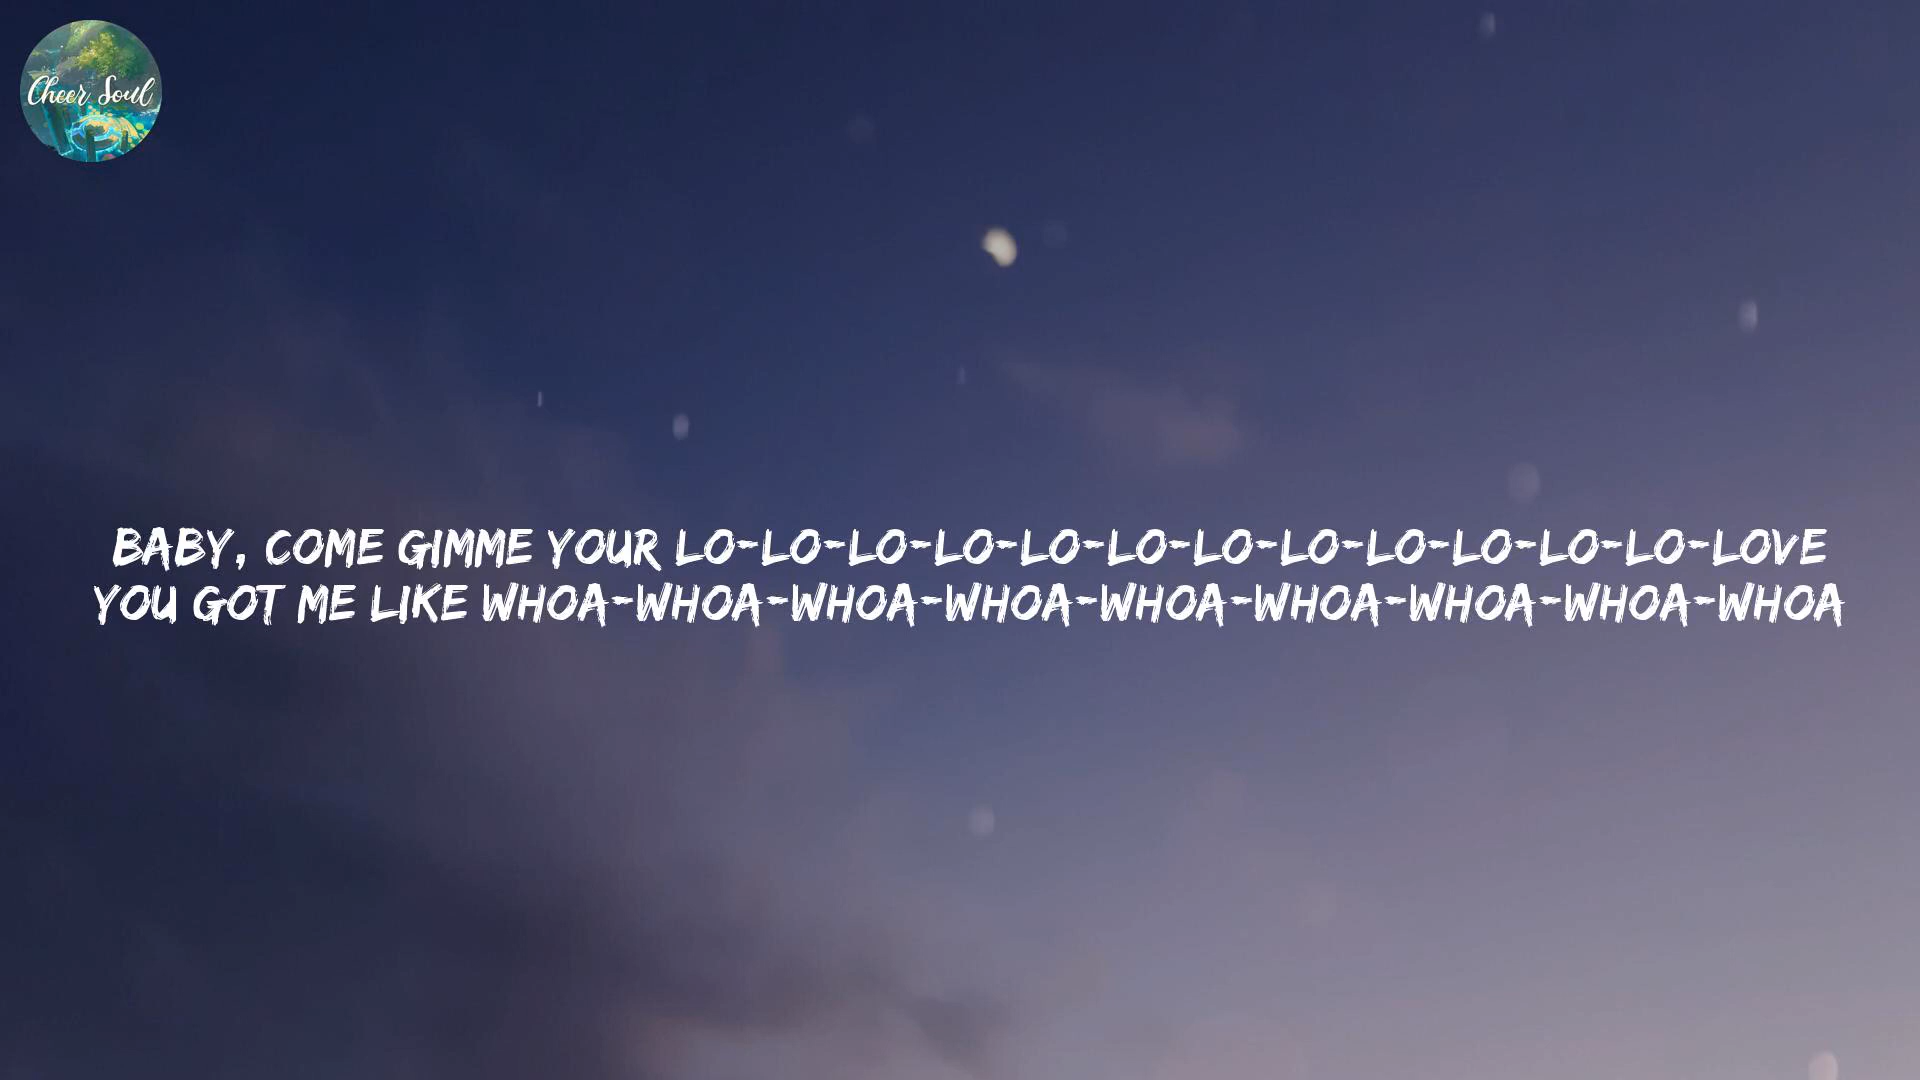 Cheer Soul
BABY, COME GIMME YOUR LO-LO-LO-LO-LO-LO-LO-LO-LO-LO-LO-LO-LOVE
YOU GOT ME LIKE WHOA-WHOA-WHOA-WHOA-WHOA-WHOA-WHOA-WHOA-WHOA